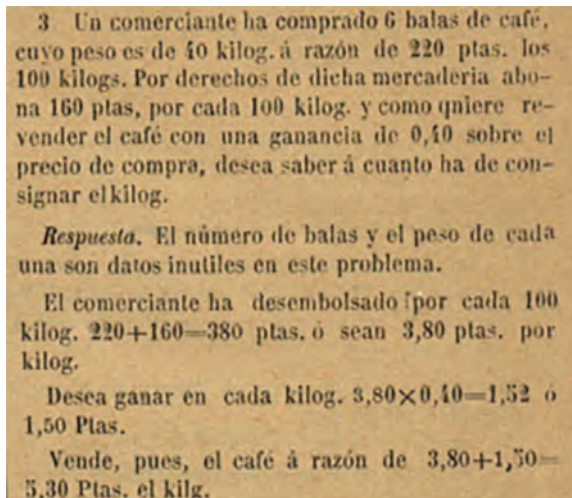 3 Un comerciante ha comprado 6 balas de café,
cuyo peso es de 40 kilog. á razón de 220 ptas. los
100 kilogs. Por derechos de dicha mercaderia abo-
na 160 ptas, por cada 100 kilog. y como qniere re-
vender el café con una ganancia de 0,40 sobre el
precio de compra, desea saber á cuanto ha de con-
signar el kilog.
Respuesta. El número de balas y el peso de cada
una son datos inutiles en este problema.
El comerciante ha desembolsado por cada 100
kilog. 220+160=380 ptas. ó sean 3,80 ptas. por
kilog.
Desea ganar en cada kilog. 3,80×0,40=1,52 ó
1,50 Ptas.
Vende, pues, el café á razón de 3,80+1,50=
5,30 Ptas. el kilg.